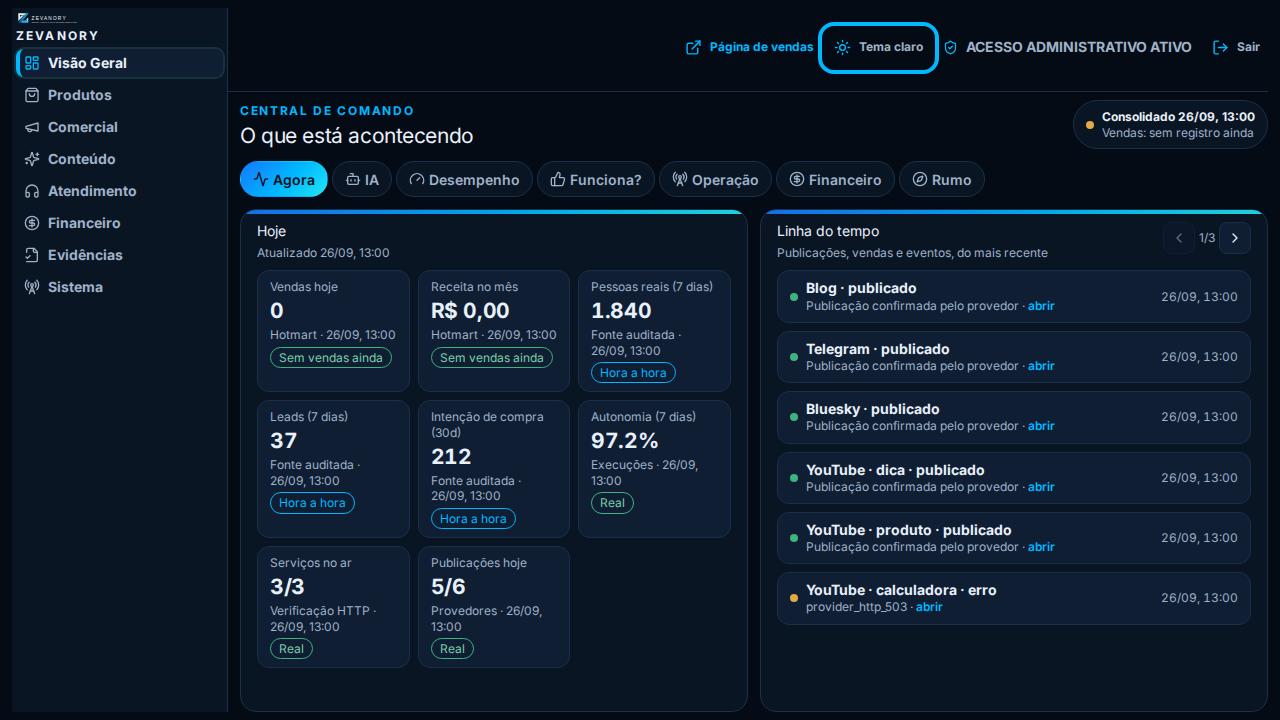 ZEVANORY
ZEVANORY
Visão Geral
Produtos
Comercial
Conteúdo
Atendimento
Financeiro
Evidências
Sistema
Página de vendas
Tema claro
ACESSO ADMINISTRATIVO ATIVO
Sair
CENTRAL DE COMANDO
O que está acontecendo
Consolidado 26/09, 13:00
Vendas: sem registro ainda
Agora
IA
Desempenho
Funciona?
Operação
Financeiro
Rumo
Hoje
Atualizado 26/09, 13:00
Vendas hoje
0
Hotmart · 26/09, 13:00
Sem vendas ainda
Receita no mês
R$ 0,00
Hotmart · 26/09, 13:00
Sem vendas ainda
Pessoas reais (7 dias)
1.840
Fonte auditada ·
26/09, 13:00
Hora a hora
Leads (7 dias)
37
Fonte auditada ·
26/09, 13:00
Hora a hora
Intenção de compra
(30d)
212
Fonte auditada ·
26/09, 13:00
Hora a hora
Autonomia (7 dias)
97.2%
Execuções · 26/09,
13:00
Real
Serviços no ar
3/3
Verificação HTTP ·
26/09, 13:00
Real
Publicações hoje
5/6
Provedores · 26/09,
13:00
Real
Linha do tempo
Publicações, vendas e eventos, do mais recente
1/3
Blog · publicado
Publicação confirmada pelo provedor · abrir
26/09, 13:00
Telegram · publicado
Publicação confirmada pelo provedor · abrir
26/09, 13:00
Bluesky · publicado
Publicação confirmada pelo provedor · abrir
26/09, 13:00
YouTube · dica · publicado
Publicação confirmada pelo provedor · abrir
26/09, 13:00
YouTube · produto · publicado
Publicação confirmada pelo provedor · abrir
26/09, 13:00
YouTube · calculadora · erro
provider_http_503 · abrir
26/09, 13:00